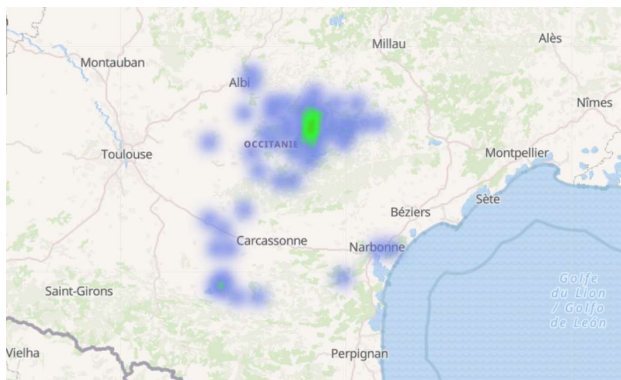 Millau
Alès
Montauban
Albi
Nîmes
OCCITANIE
Toulouse
Montpellier
Sète
Béziers
Carcassonne
Narbonne
Golfe
du Lion
/ Golfo
de León
Saint-Girons
Vielha
Perpignan